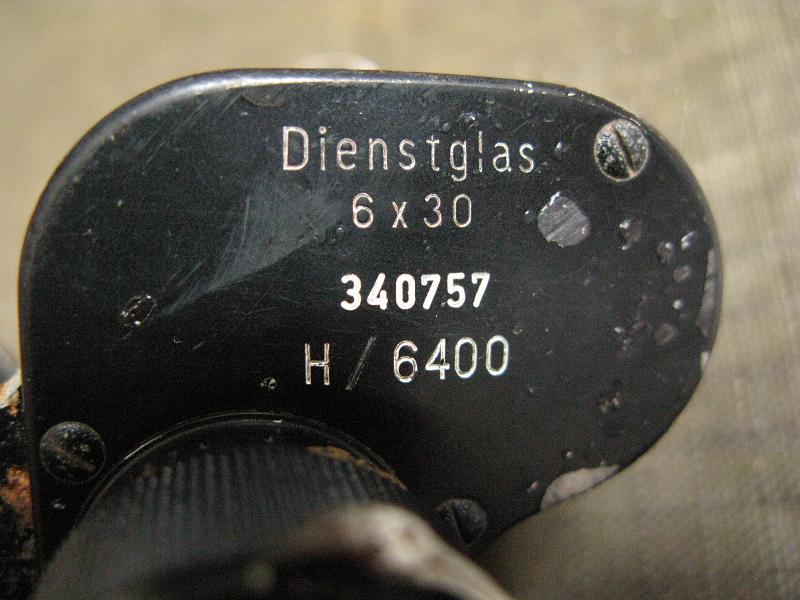 Dienstglas
6 x 30
340757
H / 6400